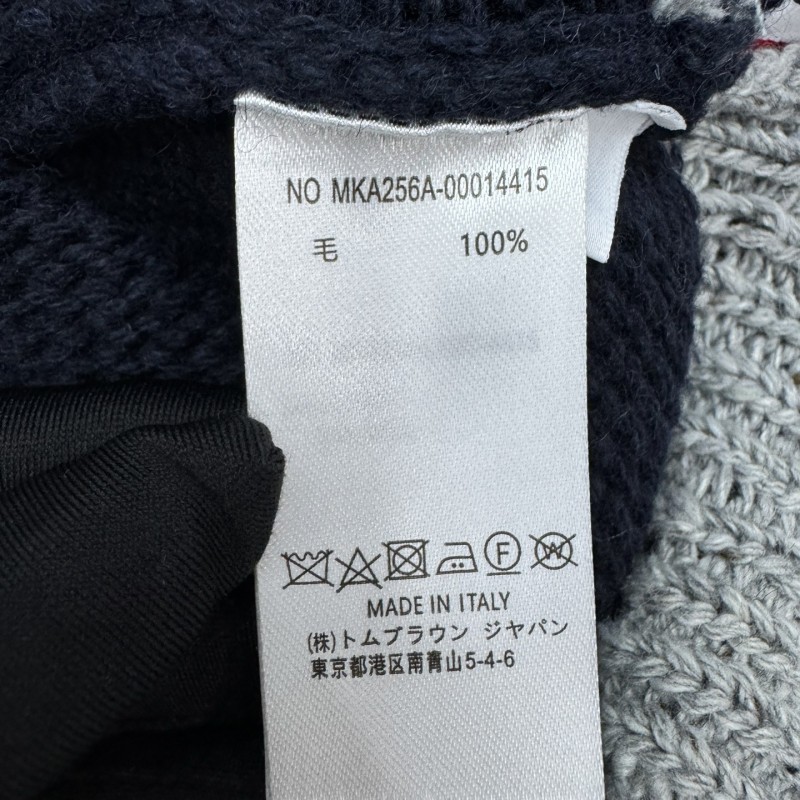 NO MKA256A-00014415
毛 100%
F W
MADE IN ITALY
(株)トムブラウン ジャパン
東京都港区南青山5-4-6